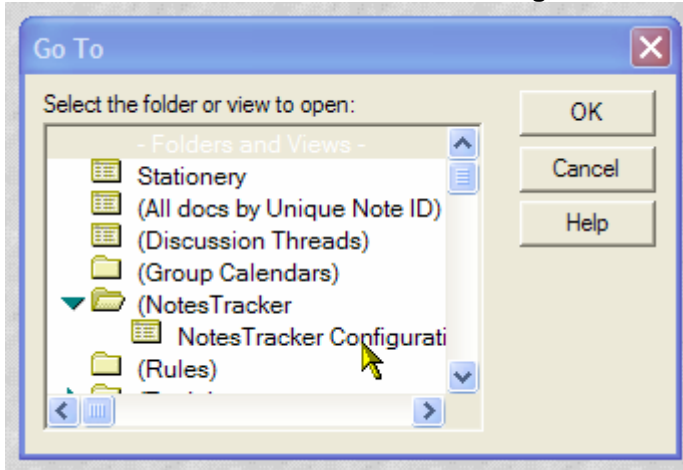 Go To
Select the folder or view to open:
- Folders and Views -
Stationery
(All docs by Unique Note ID)
(Discussion Threads)
(Group Calendars)
(NotesTracker
NotesTracker Configurati
(Rules)
OK
Cancel
Help